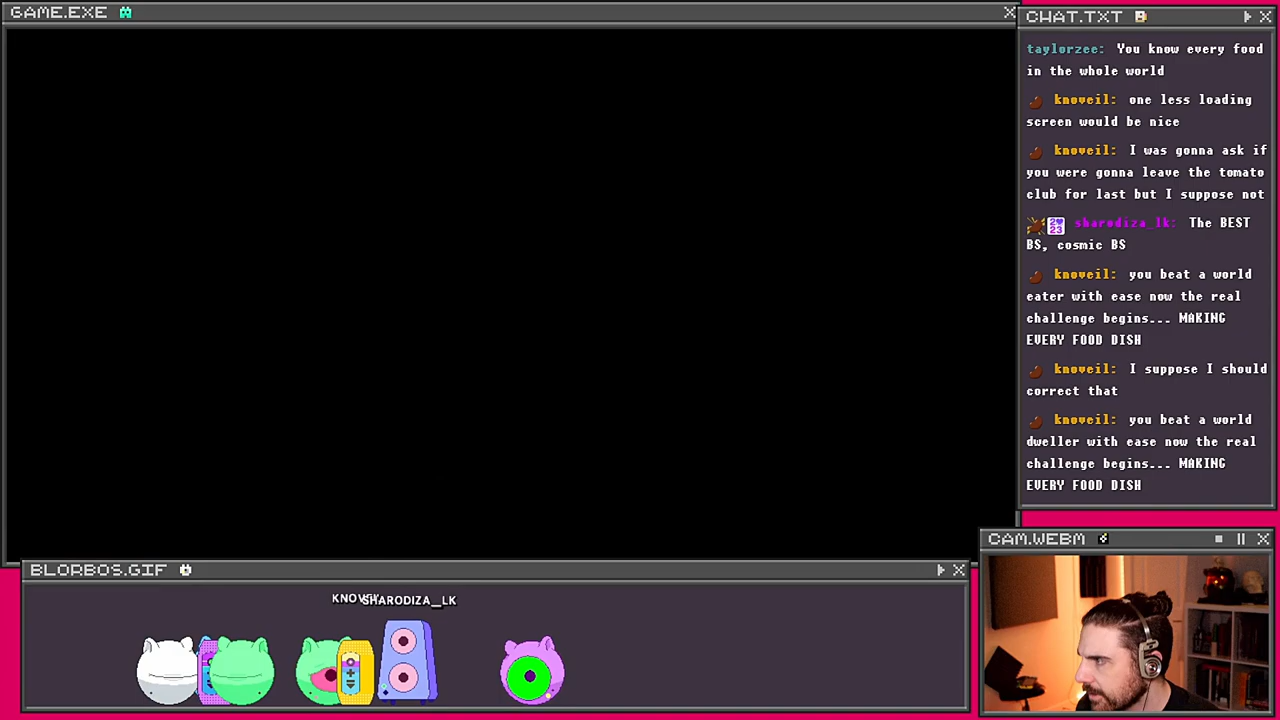 GAME.EXE
CHAT.TXT
taylorzee: You know every food
in the whole world
knoveil: one less loading
screen would be nice
knoveil: I was gonna ask if
you were gonna leave the tomato
club for last but I suppose not
sharodiza_lk: The BEST
BS, cosmic BS
knoveil: you beat a world
eater with ease now the real
challenge begins... MAKING
EVERY FOOD DISH
knoveil: I suppose I should
correct that
knoveil: you beat a world
dweller with ease now the real
challenge begins... MAKING
EVERY FOOD DISH
CAM.WEBM
BLORBOS.GIF
SHARODIZA_LK